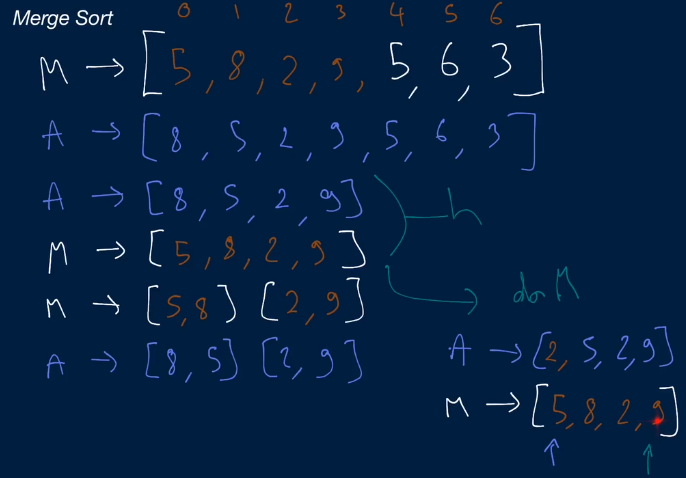 Merge Sort
0 1 2 3 4 5 6
M → [5, 8, 2, 9, 5, 6, 3]
A → [8, 5, 2, 9, 5, 6, 3]
A → [8, 5, 2, 9]
h
M → [5, 8, 2, 9]
M → [5,8] [2, 9]
A → [8, 5] [2, 9]
A → [2, 5, 2, 9]
M → [5, 8, 2, 9]